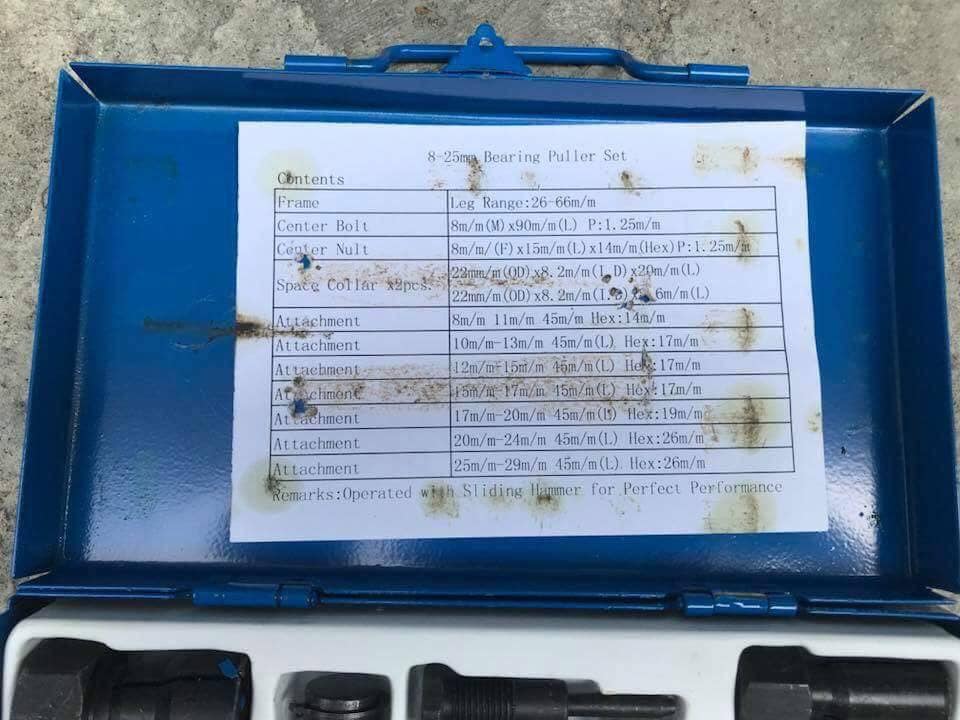 8-25mm Bearing Puller Set
Contents
Frame Leg Range:26-66m/m
Center Bolt 8m/m(M)x90m/m(L) P:1.25m/m
Center Nult 8m/m/(F)x15m/m(L)x14m/m(Hex)P:1.25m/m
Space Collar x2pcs. 22mm/m(OD)x8.2m/m(I.D)x20m/m(L)
22mm/m(OD)x8.2m/m(I.D) 6m/m(L)
Attachment 8m/m 11m/m 45m/m Hex:14m/m
Attachment 10m/m-13m/m 45m/m(L) Hex:17m/m
Attachment 12m/m-15m/m 45m/m(L) Hex:17m/m
Attachment 15m/m-17m/m 45m/m(L) Hex:17m/m
Attachment 17m/m-20m/m 45m/m(L) Hex:19m/m
Attachment 20m/m-24m/m 45m/m(L) Hex:26m/m
Attachment 25m/m-29m/m 45m/m(L) Hex:26m/m
Remarks:Operated with Sliding Hammer for Perfect Performance